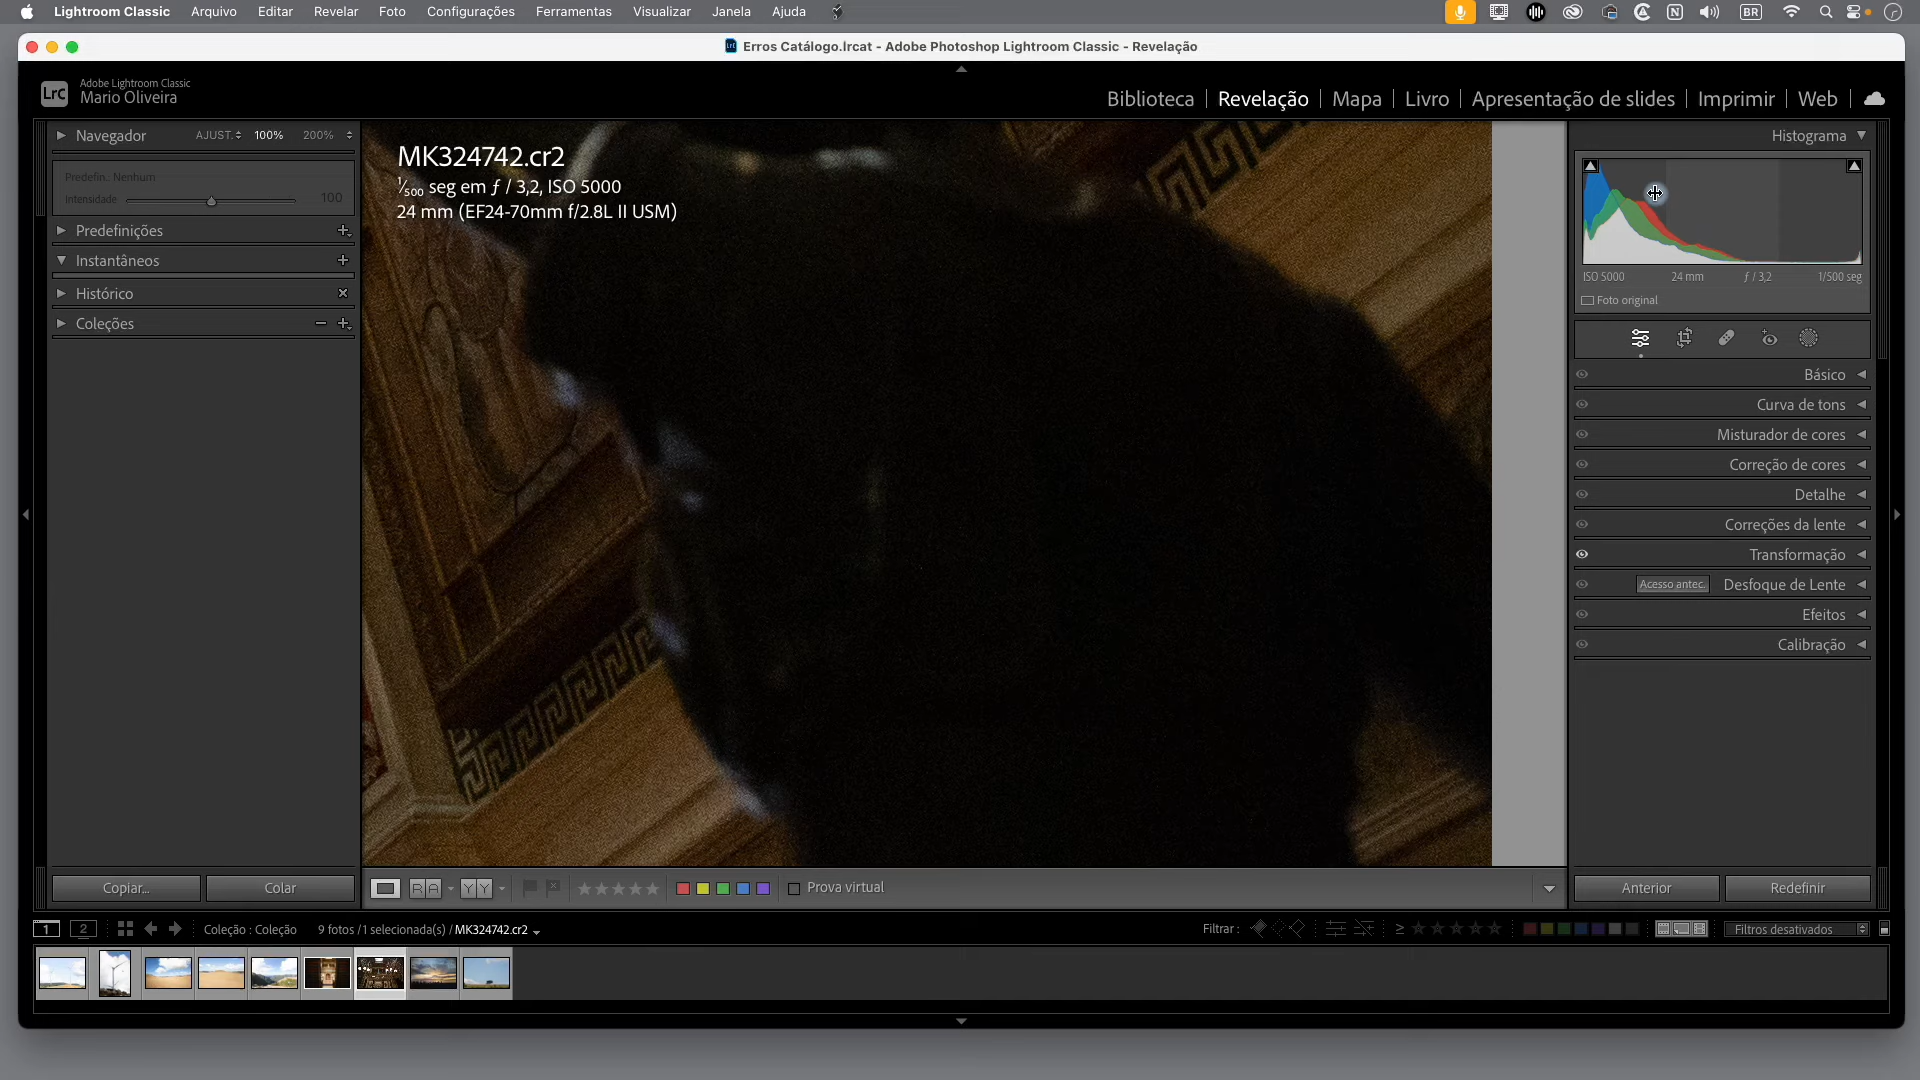 Lightroom Classic Arquivo Editar Revelar Foto Configurações Ferramentas Visualizar Janela Ajuda BR
Erros Catálogo.lrcat - Adobe Photoshop Lightroom Classic - Revelação
LrC
Adobe Lightroom Classic
Mario Oliveira
Biblioteca | Revelação | Mapa | Livro | Apresentação de slides | Imprimir | Web
Navegador AJUST. 100% 200%
Predefin.: Nenhum
Intensidade 100
Predefinições
Instantâneos
Histórico
Coleções
MK324742.cr2
1/500 seg em ƒ / 3,2, ISO 5000
24 mm (EF24-70mm f/2.8L II USM)
Histograma
ISO 5000 24 mm ƒ / 3,2 1/500 seg
Foto original
Básico
Curva de tons
Misturador de cores
Correção de cores
Detalhe
Correções da lente
Transformação
Acesso antec. Desfoque de Lente
Efeitos
Calibração
Copiar... Colar
R A Y Y Prova virtual
Anterior Redefinir
1 2 Coleção : Coleção 9 fotos /1 selecionada(s) /MK324742.cr2
Filtrar : ≥ Filtros desativados